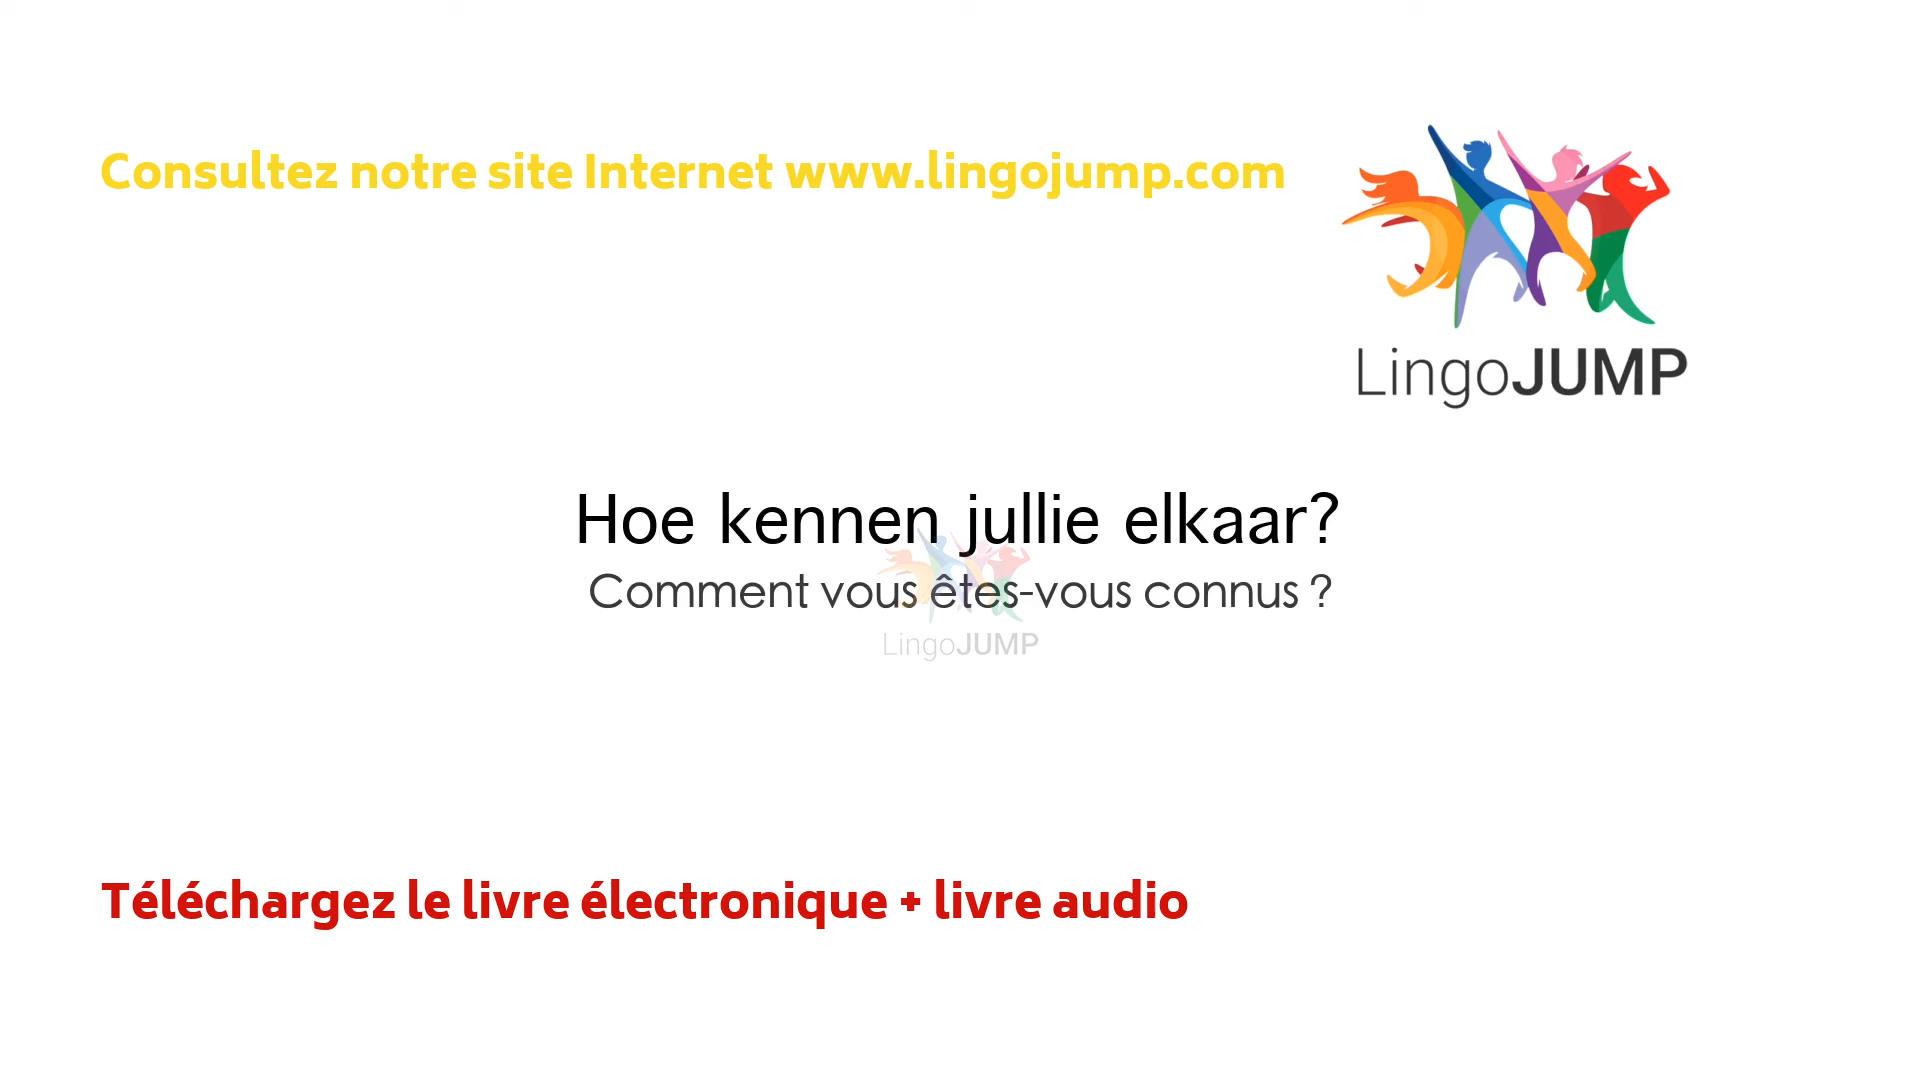 Consultez notre site Internet www.lingojump.com
LingoJUMP
Hoe kennen jullie elkaar?
Comment vous êtes-vous connus ?
LingoJUMP
Téléchargez le livre électronique + livre audio